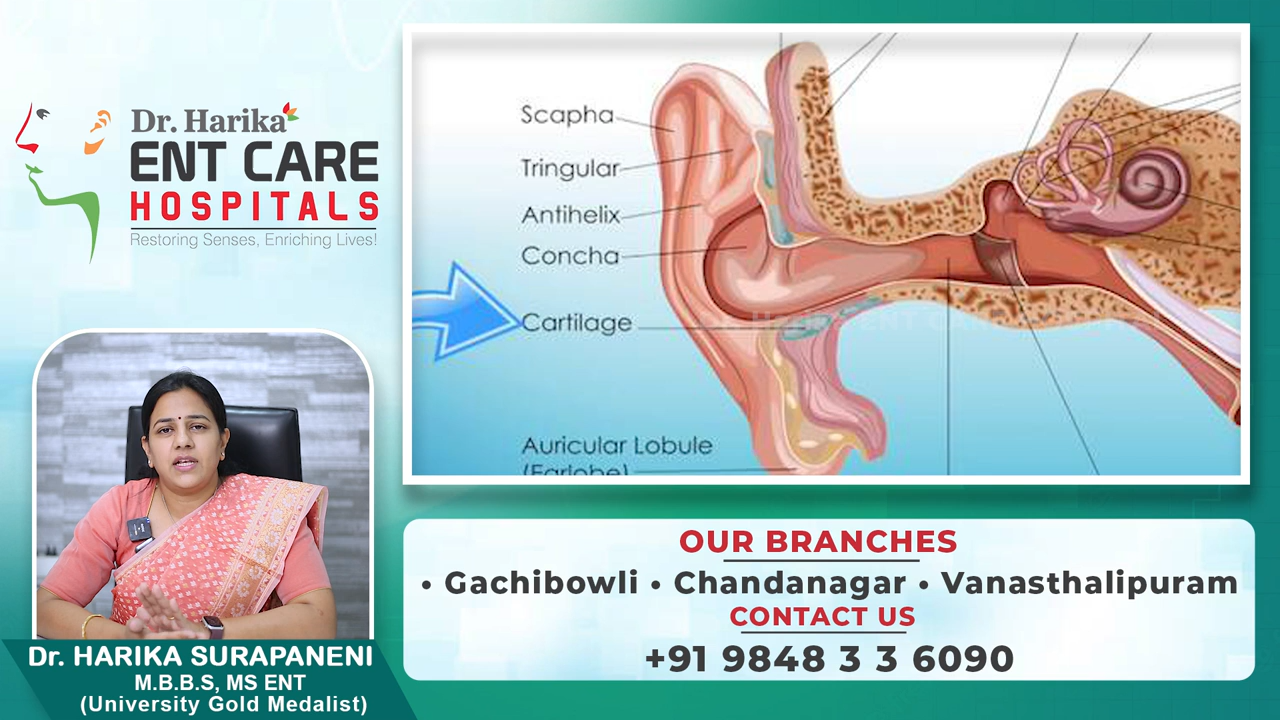 Dr. Harika
ENT CARE
HOSPITALS
Restoring Senses, Enriching Lives!
Scapha
Tringular
Antihelix
Concha
Cartilage
Auricular Lobule
(Earlobe)
Dr. HARIKA SURAPANENI
M.B.B.S, MS ENT
(University Gold Medalist)
OUR BRANCHES
• Gachibowli • Chandanagar • Vanasthalipuram
CONTACT US
+91 9848 3 3 6090